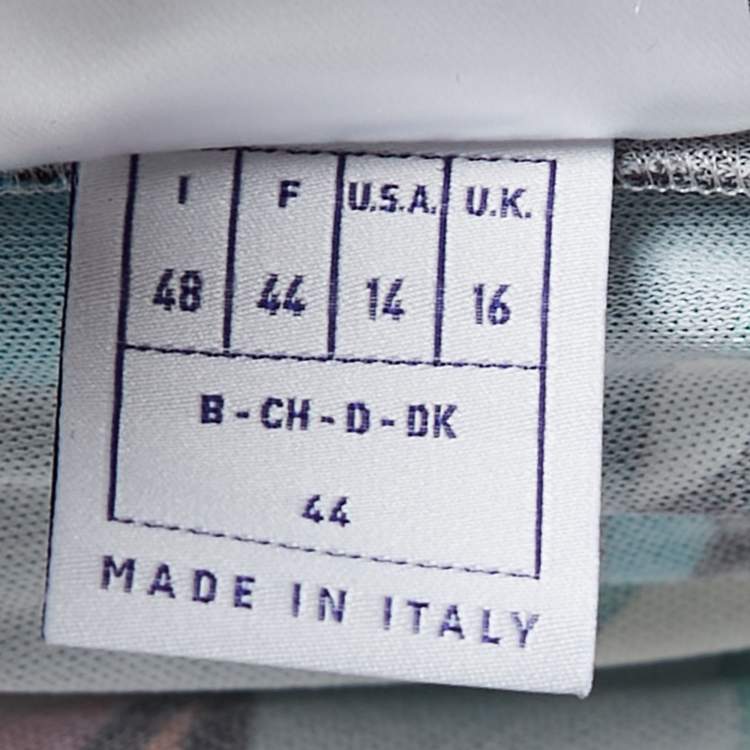 I F U.S.A. U.K.
48 44 14 16
B - CH - D - DK
44
MADE IN ITALY